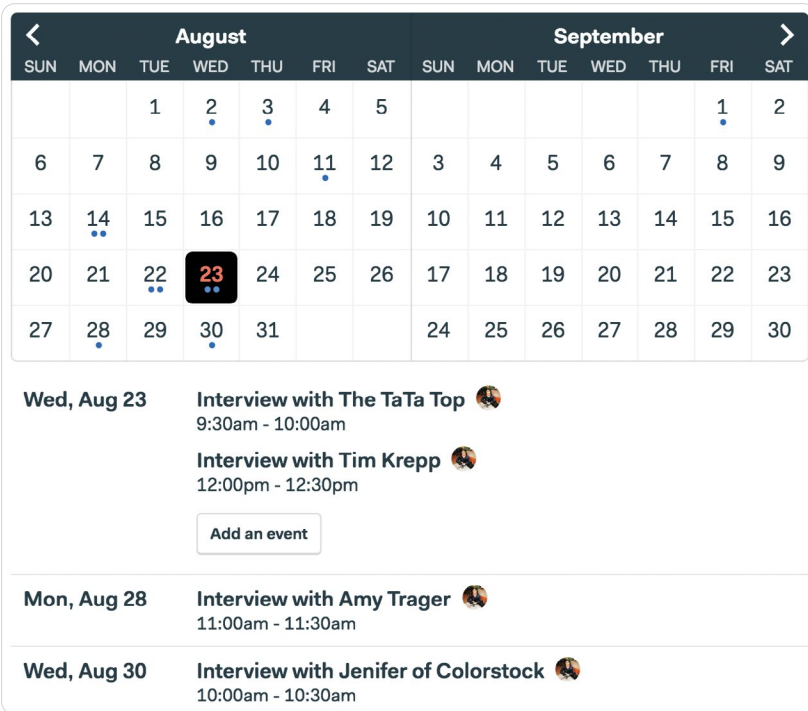 August September
SUN MON TUE WED THU FRI SAT SUN MON TUE WED THU FRI SAT
1 2 3 4 5 1 2
6 7 8 9 10 11 12 3 4 5 6 7 8 9
13 14 15 16 17 18 19 10 11 12 13 14 15 16
20 21 22 23 24 25 26 17 18 19 20 21 22 23
27 28 29 30 31 24 25 26 27 28 29 30
Wed, Aug 23 Interview with The TaTa Top
9:30am - 10:00am
Interview with Tim Krepp
12:00pm - 12:30pm
Add an event
Mon, Aug 28 Interview with Amy Trager
11:00am - 11:30am
Wed, Aug 30 Interview with Jenifer of Colorstock
10:00am - 10:30am